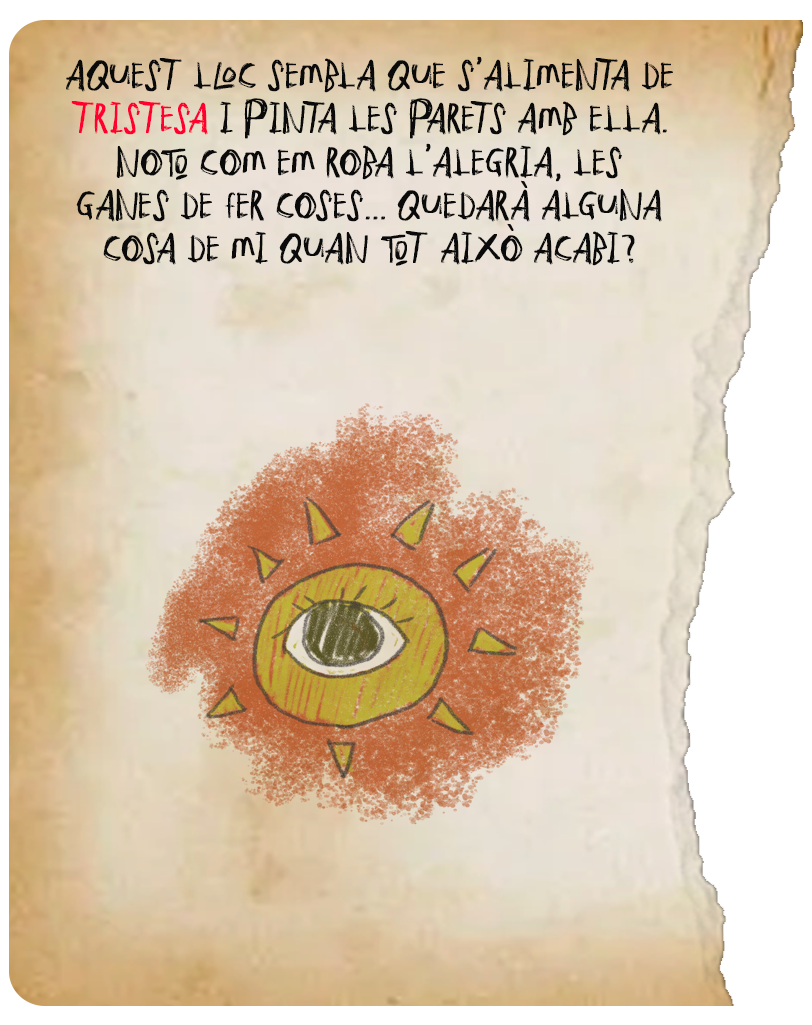 AQUEST LLOC SEMBLA QUE S'ALIMENTA DE
TRISTESA I PINTA LES PARETS AMB ELLA.
NOTO COM EM ROBA L'ALEGRIA, LES
GANES DE FER COSES... QUEDARÀ ALGUNA
COSA DE MI QUAN TOT AIXÒ ACABI?